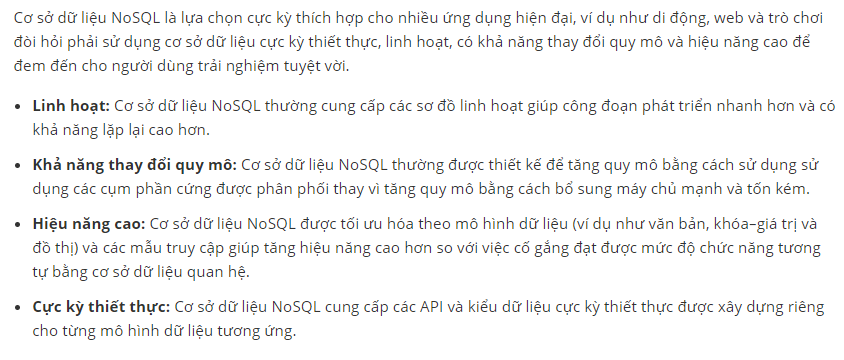 Cơ sở dữ liệu NoSQL là lựa chọn cực kỳ thích hợp cho nhiều ứng dụng hiện đại, ví dụ như di động, web và trò chơi
đòi hỏi phải sử dụng cơ sở dữ liệu cực kỳ thiết thực, linh hoạt, có khả năng thay đổi quy mô và hiệu năng cao để
đem đến cho người dùng trải nghiệm tuyệt vời.
• Linh hoạt: Cơ sở dữ liệu NoSQL thường cung cấp các sơ đồ linh hoạt giúp công đoạn phát triển nhanh hơn và có
khả năng lặp lại cao hơn.
• Khả năng thay đổi quy mô: Cơ sở dữ liệu NoSQL thường được thiết kế để tăng quy mô bằng cách sử dụng sử
dụng các cụm phần cứng được phân phối thay vì tăng quy mô bằng cách bổ sung máy chủ mạnh và tốn kém.
• Hiệu năng cao: Cơ sở dữ liệu NoSQL được tối ưu hóa theo mô hình dữ liệu (ví dụ như văn bản, khóa–giá trị và
đồ thị) và các mẫu truy cập giúp tăng hiệu năng cao hơn so với việc cố gắng đạt được mức độ chức năng tương
tự bằng cơ sở dữ liệu quan hệ.
• Cực kỳ thiết thực: Cơ sở dữ liệu NoSQL cung cấp các API và kiểu dữ liệu cực kỳ thiết thực được xây dựng riêng
cho từng mô hình dữ liệu tương ứng.